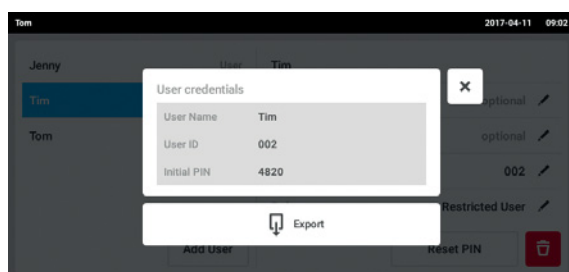 Tom 2017-04-11 09:02
Jenny User Tim
User credentials
Tim optional
User Name Tim
Tom optional
User ID 002
Initial PIN 4820
002
Restricted User
Export
Add User Reset PIN